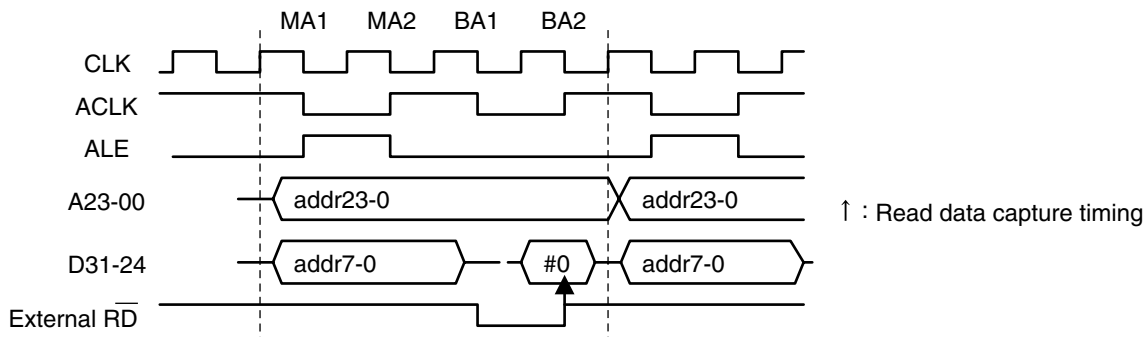 MA1 MA2 BA1 BA2
CLK
ACLK
ALE
A23-00 addr23-0 addr23-0
↑ : Read data capture timing
D31-24 addr7-0 #0 addr7-0
External RD